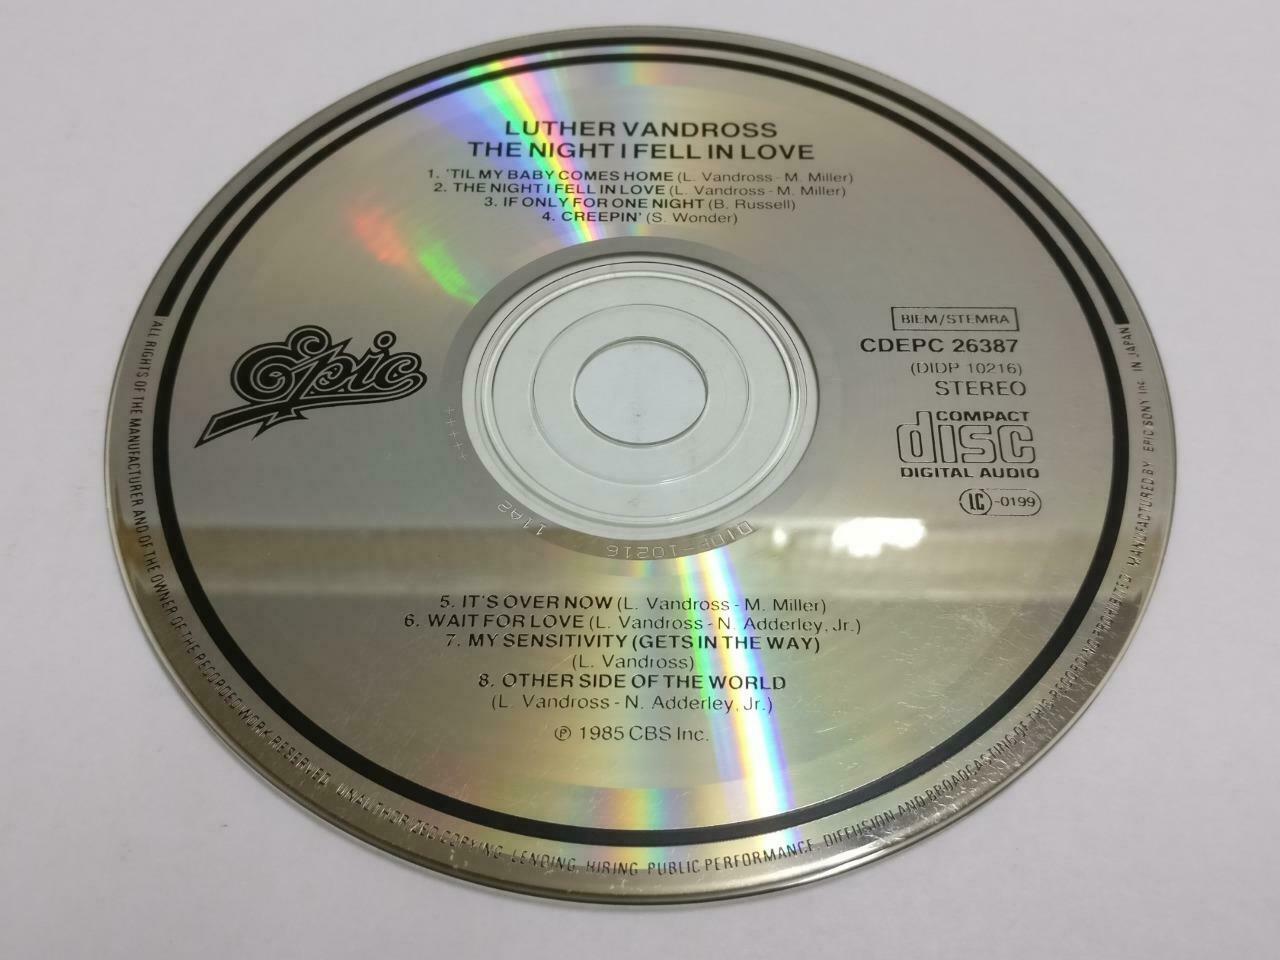 LUTHER VANDROSS
THE NIGHT I FELL IN LOVE
1. 'TIL MY BABY COMES HOME (L. Vandross - M. Miller)
2. THE NIGHT I FELL IN LOVE (L. Vandross - M. Miller)
3. IF ONLY FOR ONE NIGHT (B. Russell)
4. CREEPIN' (S. Wonder)
Epic
BIEM/STEMRA
CDEPC 26387
(DIDP 10216)
STEREO
COMPACT
disc
DIGITAL AUDIO
LC -0199
DIDP-10216 11A2
+++++
5. IT'S OVER NOW (L. Vandross - M. Miller)
6. WAIT FOR LOVE (L. Vandross - N. Adderley, Jr.)
7. MY SENSITIVITY (GETS IN THE WAY)
(L. Vandross)
8. OTHER SIDE OF THE WORLD
(L. Vandross - N. Adderley, Jr.)
℗ 1985 CBS Inc.
ALL RIGHTS OF THE MANUFACTURER AND OF THE OWNER OF THE RECORDED WORK RESERVED. UNAUTHORIZED COPYING, LENDING, HIRING, PUBLIC PERFORMANCE, DIFFUSION AND BROADCASTING OF THIS RECORDING PROHIBITED. MANUFACTURED BY EPIC SONY Inc. IN JAPAN